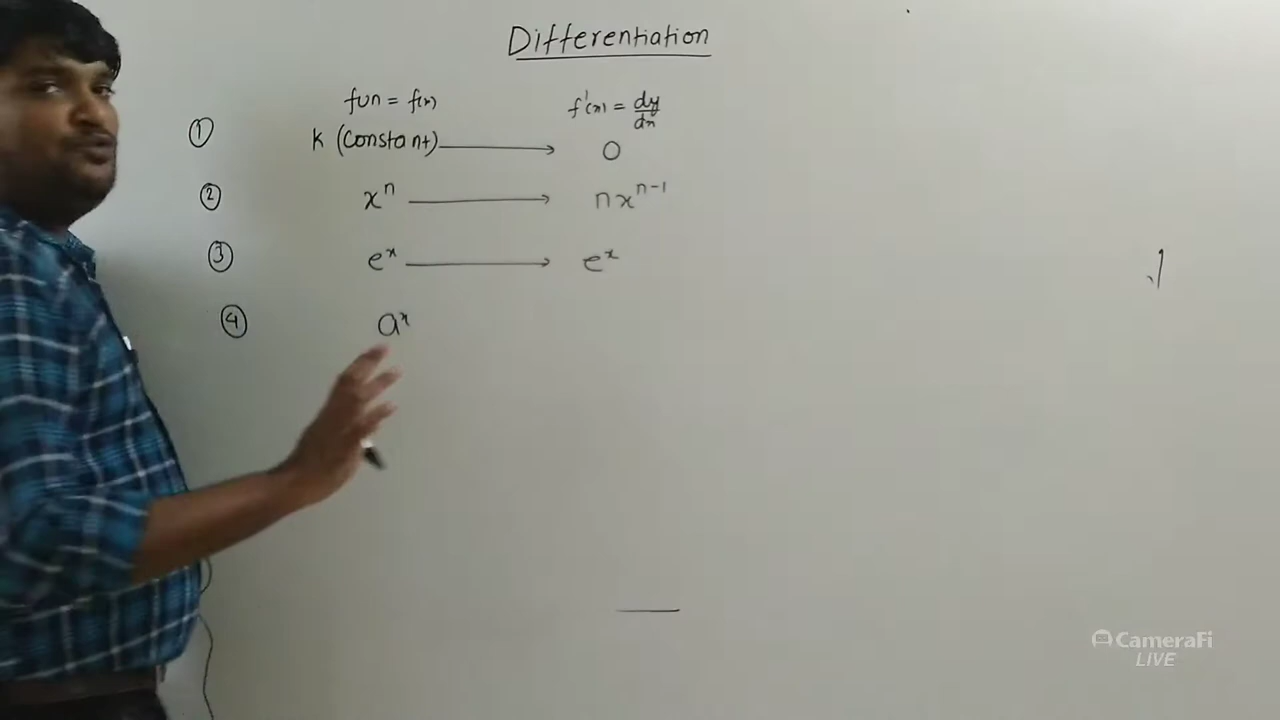 Differentiation
fun = f(x) f'(x) = dy/dx
① K (constant) → 0
② xⁿ → nxⁿ⁻¹
③ eˣ → eˣ
④ aˣ
CameraFi
LIVE